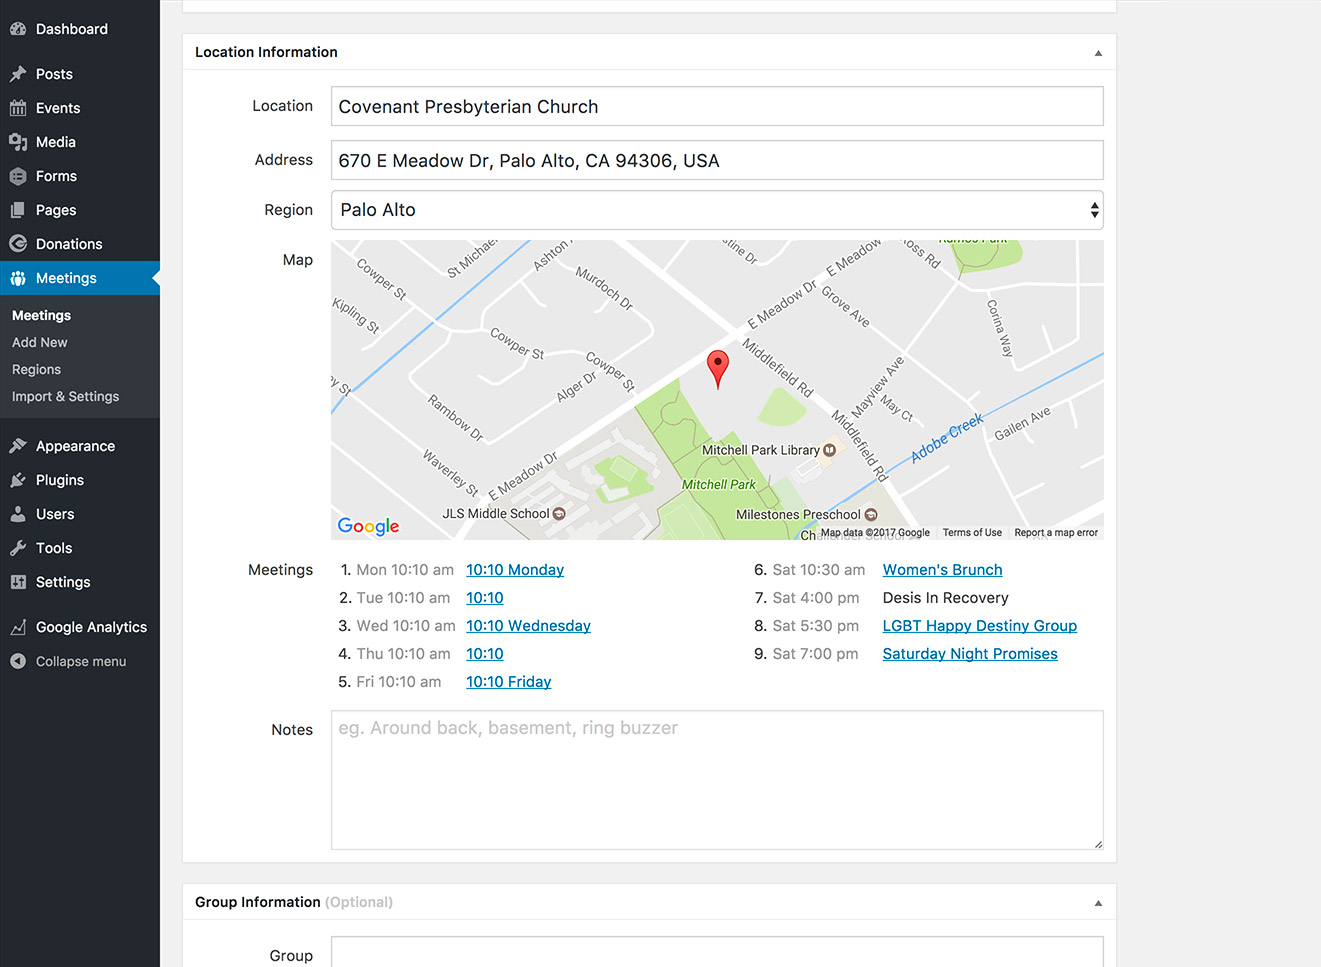 Dashboard
Posts
Events
Media
Forms
Pages
Donations
Meetings
Meetings
Add New
Regions
Import & Settings
Appearance
Plugins
Users
Tools
Settings
Google Analytics
Collapse menu
Location Information
Location
Covenant Presbyterian Church
Address
670 E Meadow Dr, Palo Alto, CA 94306, USA
Region
Palo Alto
Map
St Michael
Ashton
Cowper St
Murdoch Dr
Kipling St
Cowper St
Cowper St
Alger Dr
Rambow Dr
Waverley St
E Meadow Dr
E Meadow Dr
E Meadow
Ross Rd
Ramos Park
Grove Ave
Corina Way
Middlefield Rd
Mayview Ave
May Ct
Middlefield Rd
Adobe Creek
Gailen Ave
Mitchell Park Library
Mitchell Park
JLS Middle School
Milestones Preschool
Google
Map data ©2017 Google
Terms of Use
Report a map error
Meetings
1. Mon 10:10 am 10:10 Monday
2. Tue 10:10 am 10:10
3. Wed 10:10 am 10:10 Wednesday
4. Thu 10:10 am 10:10
5. Fri 10:10 am 10:10 Friday
6. Sat 10:30 am Women's Brunch
7. Sat 4:00 pm Desis In Recovery
8. Sat 5:30 pm LGBT Happy Destiny Group
9. Sat 7:00 pm Saturday Night Promises
Notes
eg. Around back, basement, ring buzzer
Group Information (Optional)
Group